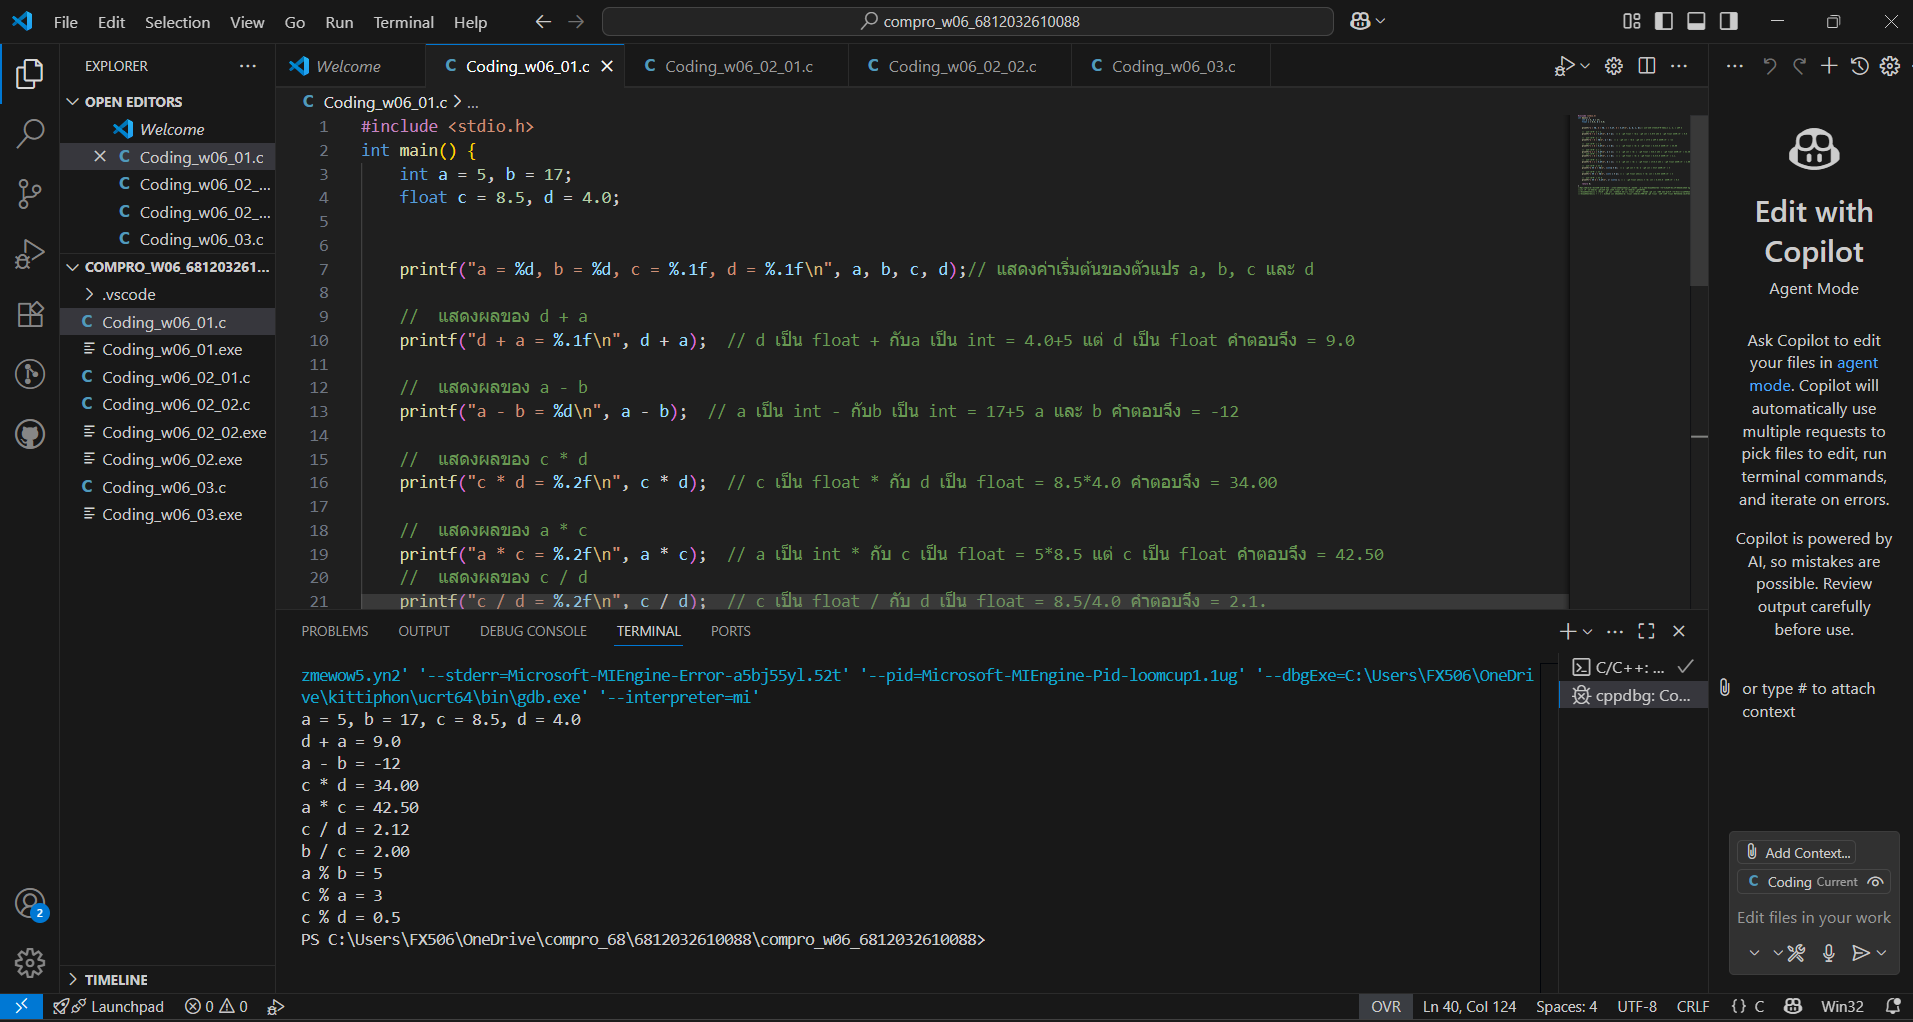 File Edit Selection View Go Run Terminal Help
compro_w06_6812032610088
EXPLORER
OPEN EDITORS
Welcome
Coding_w06_01.c
Coding_w06_02_...
Coding_w06_02_...
Coding_w06_03.c
COMPRO_W06_681203261...
.vscode
Coding_w06_01.c
Coding_w06_01.exe
Coding_w06_02_01.c
Coding_w06_02_02.c
Coding_w06_02_02.exe
Coding_w06_02.exe
Coding_w06_03.c
Coding_w06_03.exe
TIMELINE
Welcome
Coding_w06_01.c
Coding_w06_02_01.c
Coding_w06_02_02.c
Coding_w06_03.c
Coding_w06_01.c > ...
1 #include <stdio.h>
2 int main() {
3 int a = 5, b = 17;
4 float c = 8.5, d = 4.0;
5
6
7 printf("a = %d, b = %d, c = %.1f, d = %.1f\n", a, b, c, d);// แสดงค่าเริ่มต้นของตัวแปร a, b, c และ d
8
9 // แสดงผลของ d + a
10 printf("d + a = %.1f\n", d + a); // d เป็น float + กับa เป็น int = 4.0+5 แต่ d เป็น float คำตอบจึง = 9.0
11
12 // แสดงผลของ a - b
13 printf("a - b = %d\n", a - b); // a เป็น int - กับb เป็น int = 17+5 a และ b คำตอบจึง = -12
14
15 // แสดงผลของ c * d
16 printf("c * d = %.2f\n", c * d); // c เป็น float * กับ d เป็น float = 8.5*4.0 คำตอบจึง = 34.00
17
18 // แสดงผลของ a * c
19 printf("a * c = %.2f\n", a * c); // a เป็น int * กับ c เป็น float = 5*8.5 แต่ c เป็น float คำตอบจึง = 42.50
20 // แสดงผลของ c / d
21 printf("c / d = %.2f\n", c / d); // c เป็น float / กับ d เป็น float = 8.5/4.0 คำตอบจึง = 2.1.
PROBLEMS OUTPUT DEBUG CONSOLE TERMINAL PORTS
zmewow5.yn2' '--stderr=Microsoft-MIEngine-Error-a5bj55yl.52t' '--pid=Microsoft-MIEngine-Pid-loomcup1.1ug' '--dbgExe=C:\Users\FX506\OneDri
ve\kittiphon\ucrt64\bin\gdb.exe' '--interpreter=mi'
a = 5, b = 17, c = 8.5, d = 4.0
d + a = 9.0
a - b = -12
c * d = 34.00
a * c = 42.50
c / d = 2.12
b / c = 2.00
a % b = 5
c % a = 3
c % d = 0.5
PS C:\Users\FX506\OneDrive\compro_68\6812032610088\compro_w06_6812032610088>
C/C++: ...
cppdbg: Co...
Edit with
Copilot
Agent Mode
Ask Copilot to edit
your files in agent
mode. Copilot will
automatically use
multiple requests to
pick files to edit, run
terminal commands,
and iterate on errors.
Copilot is powered by
AI, so mistakes are
possible. Review
output carefully
before use.
or type # to attach
context
Add Context...
C Coding Current
Edit files in your work
2
Launchpad 0 0
OVR Ln 40, Col 124 Spaces: 4 UTF-8 CRLF {} C Win32